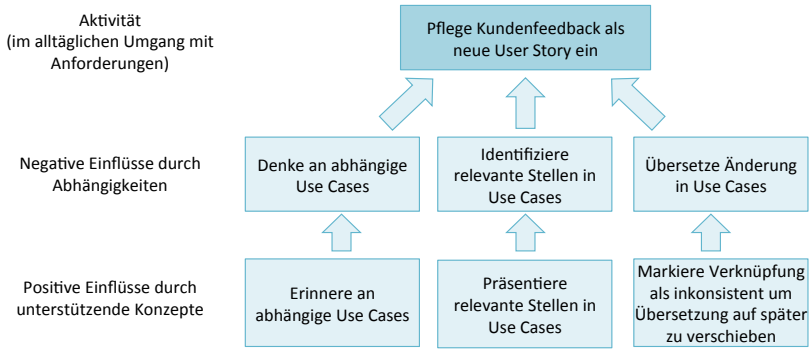 Aktivität
(im alltäglichen Umgang mit
Anforderungen)
Pflege Kundenfeedback als
neue User Story ein
Negative Einflüsse durch
Abhängigkeiten
Denke an abhängige
Use Cases
Identifiziere
relevante Stellen in
Use Cases
Übersetze Änderung
in Use Cases
Positive Einflüsse durch
unterstützende Konzepte
Erinnere an
abhängige Use Cases
Präsentiere
relevante Stellen in
Use Cases
Markiere Verknüpfung
als inkonsistent um
Übersetzung auf später
zu verschieben